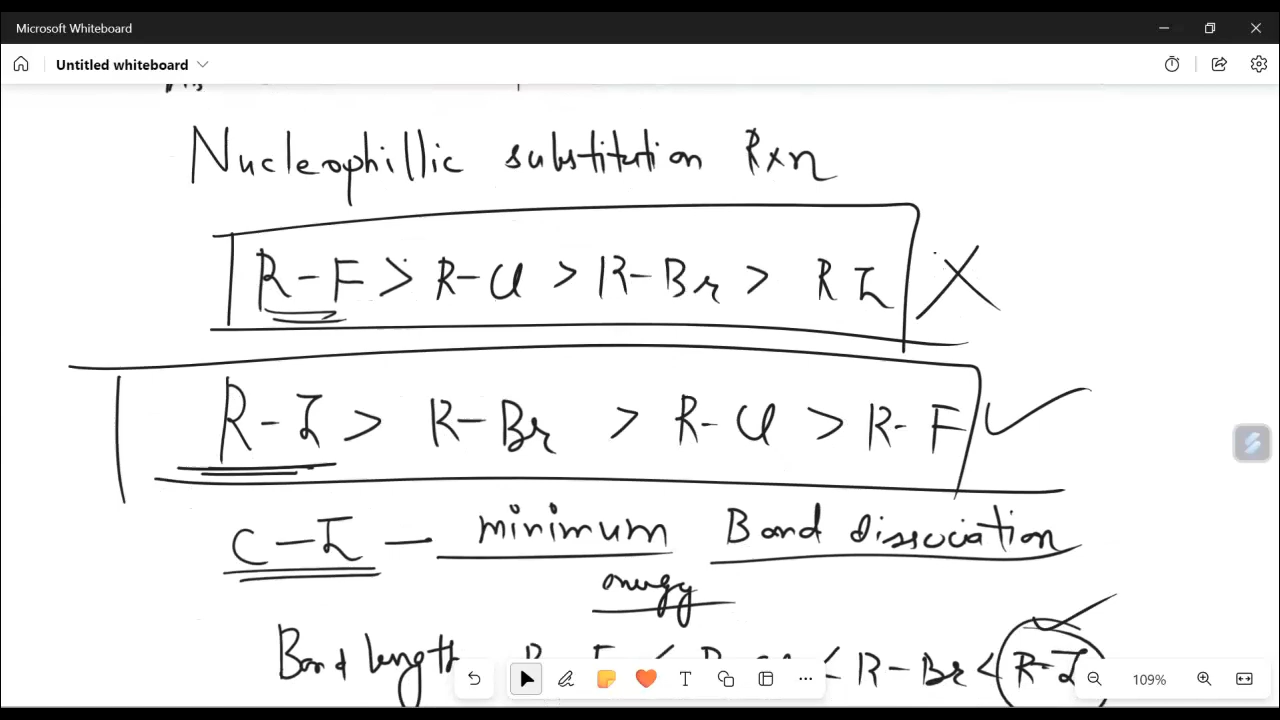 Microsoft Whiteboard
Untitled whiteboard
Nucleophillic substitution Rxn
R-F > R-Cl > R-Br > R I
R-I > R-Br > R-Cl > R-F
C-I - minimum Bond dissociation
energy
Bond length < < R-Br < R-I
T
109%